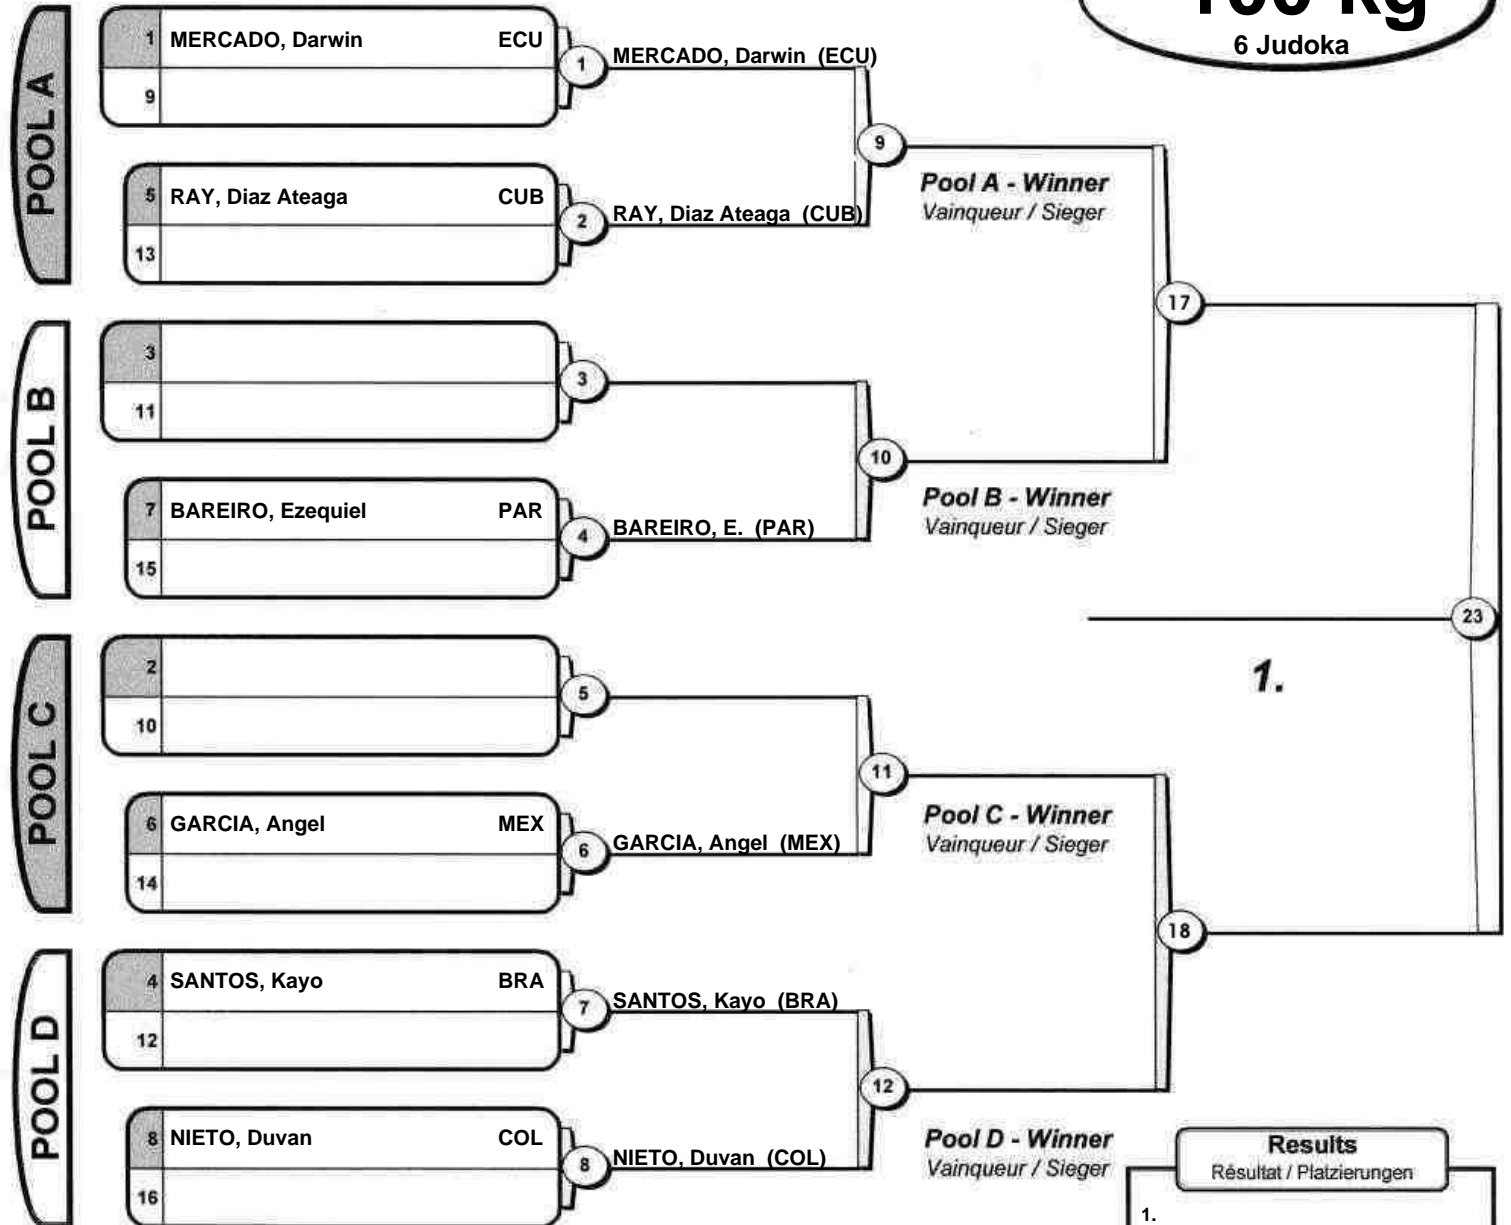 100 kg
6 Judoka
POOL A
1 MERCADO, Darwin ECU
9
1
MERCADO, Darwin (ECU)
5 RAY, Diaz Ateaga CUB
13
2
RAY, Diaz Ateaga (CUB)
9
Pool A - Winner
Vainqueur / Sieger
17
POOL B
3
11
3
7 BAREIRO, Ezequiel PAR
15
4
BAREIRO, E. (PAR)
10
Pool B - Winner
Vainqueur / Sieger
23
1.
POOL C
2
10
5
6 GARCIA, Angel MEX
14
6
GARCIA, Angel (MEX)
11
Pool C - Winner
Vainqueur / Sieger
18
POOL D
4 SANTOS, Kayo BRA
12
7
SANTOS, Kayo (BRA)
8 NIETO, Duvan COL
16
8
NIETO, Duvan (COL)
12
Pool D - Winner
Vainqueur / Sieger
Results
Résultat / Platzierungen
1.